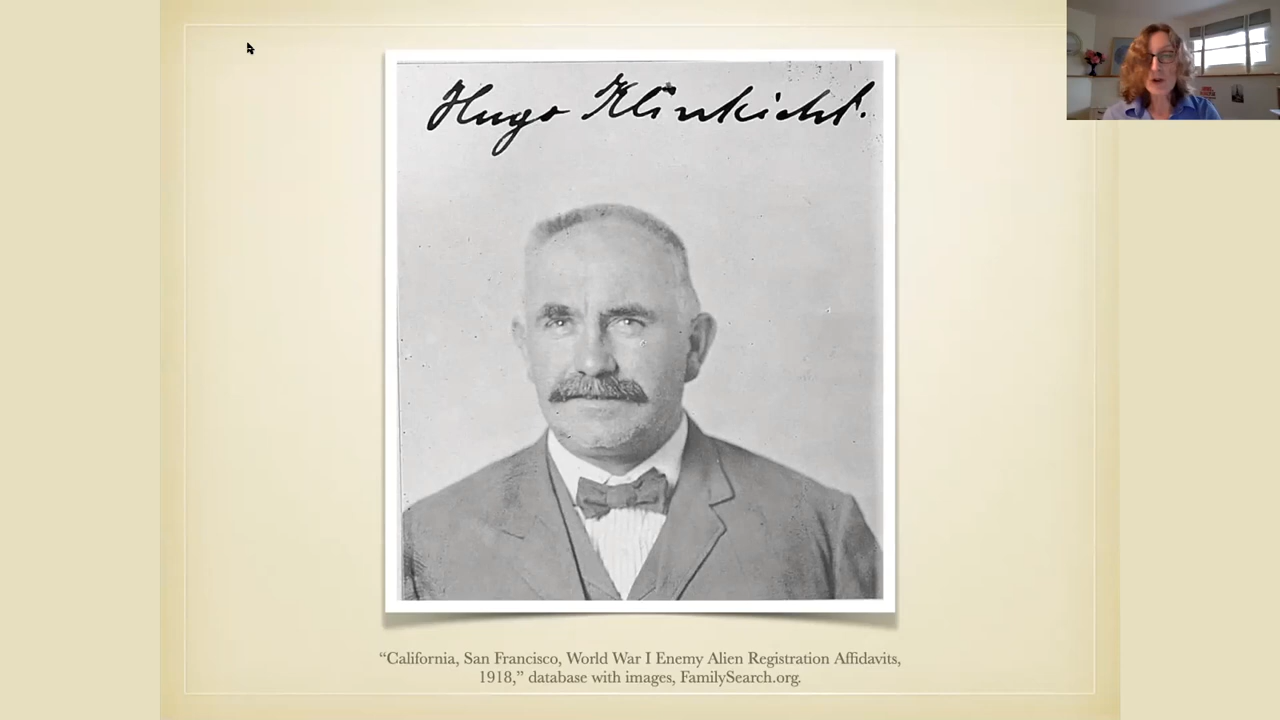 Hugo Klinkicht.
“California, San Francisco, World War I Enemy Alien Registration Affidavits,
1918,” database with images, FamilySearch.org.